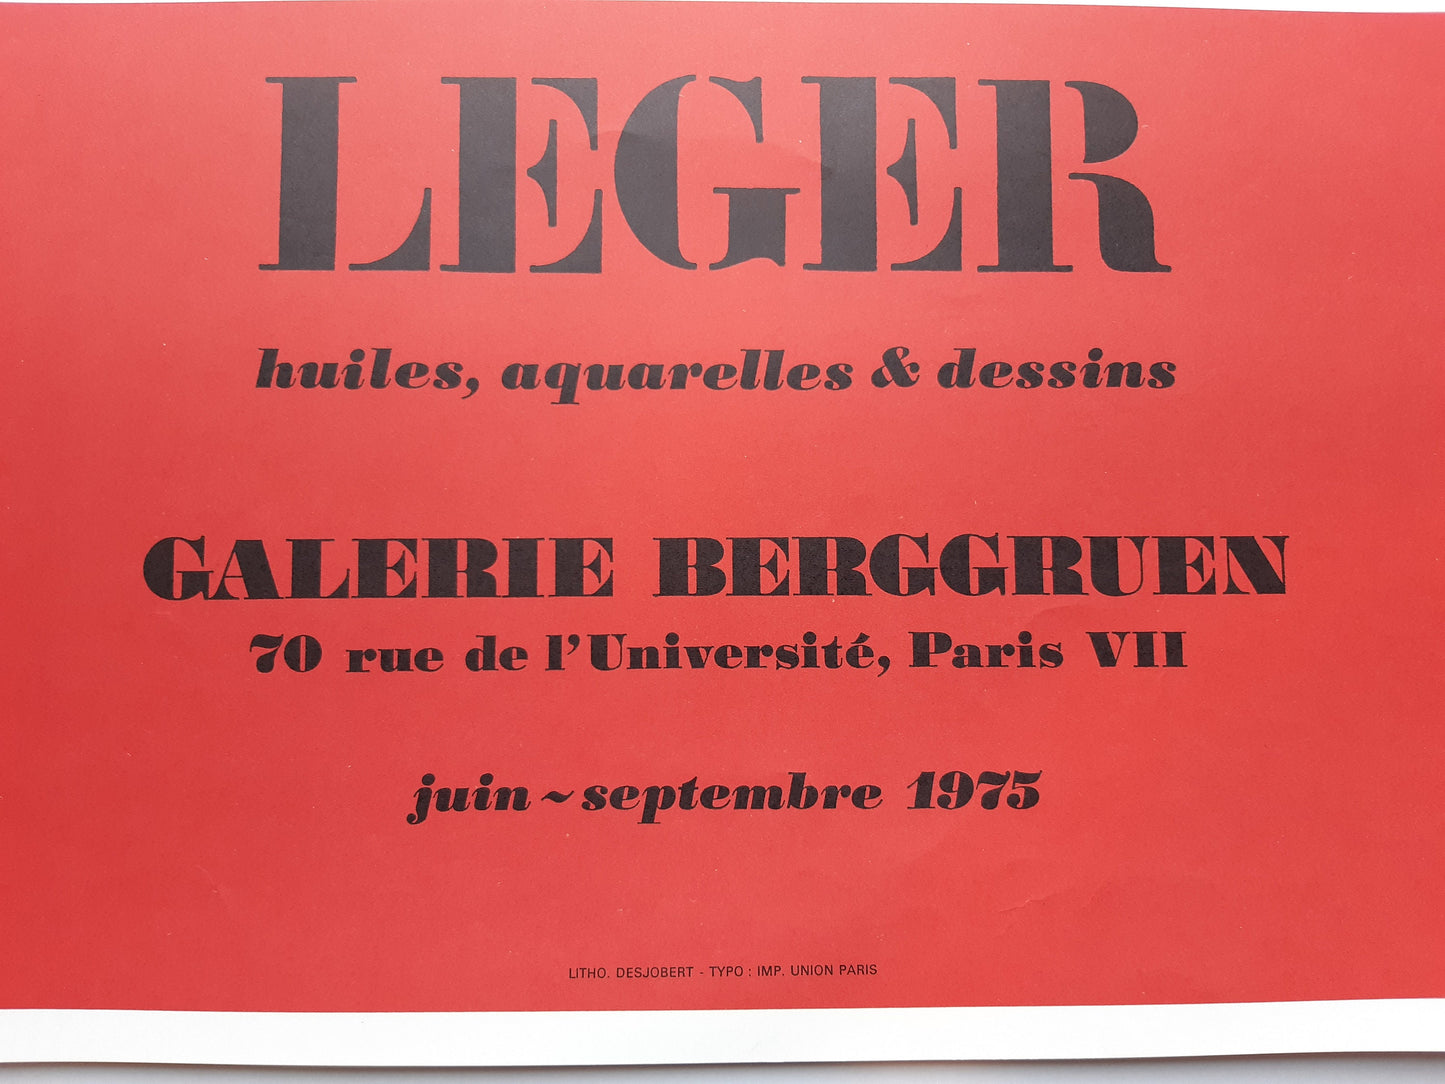 LEGER
huiles, aquarelles & dessins
GALERIE BERGGRUEN
70 rue de l'Université, Paris VII
juin ~ septembre 1975
LITHO. DESJOBERT - TYPO : IMP. UNION PARIS